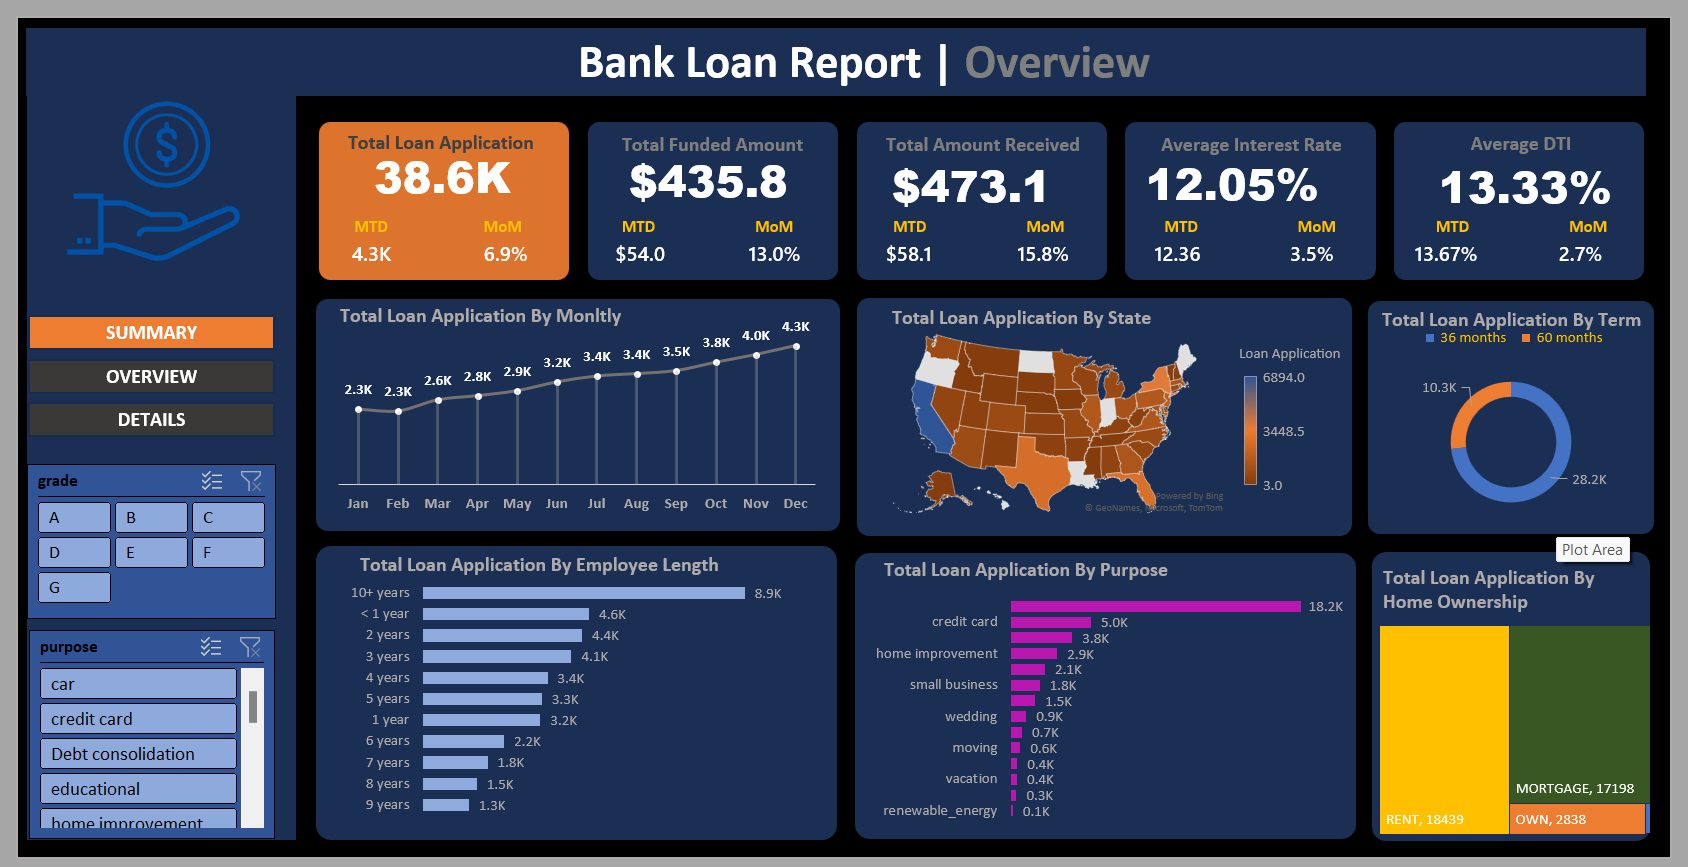 Bank Loan Report | Overview
$
SUMMARY
OVERVIEW
DETAILS
grade
A B C
D E F
G
purpose
car
credit card
Debt consolidation
educational
home improvement
Total Loan Application
38.6K
MTD MoM
4.3K 6.9%
Total Funded Amount
$435.8
MTD MoM
$54.0 13.0%
Total Amount Received
$473.1
MTD MoM
$58.1 15.8%
Average Interest Rate
12.05%
MTD MoM
12.36 3.5%
Average DTI
13.33%
MTD MoM
13.67% 2.7%
Total Loan Application By Monltly
2.3K 2.3K 2.6K 2.8K 2.9K 3.2K 3.4K 3.4K 3.5K 3.8K 4.0K 4.3K
Jan Feb Mar Apr May Jun Jul Aug Sep Oct Nov Dec
Total Loan Application By State
Loan Application
6894.0
3448.5
3.0
Powered by Bing
© GeoNames, Microsoft, TomTom
Total Loan Application By Term
36 months 60 months
10.3K
28.2K
Plot Area
Total Loan Application By Employee Length
10+ years 8.9K
< 1 year 4.6K
2 years 4.4K
3 years 4.1K
4 years 3.4K
5 years 3.3K
1 year 3.2K
6 years 2.2K
7 years 1.8K
8 years 1.5K
9 years 1.3K
Total Loan Application By Purpose
18.2K
credit card 5.0K
3.8K
home improvement 2.9K
2.1K
small business 1.8K
1.5K
wedding 0.9K
0.7K
moving 0.6K
0.4K
vacation 0.4K
0.3K
renewable_energy 0.1K
Total Loan Application By
Home Ownership
MORTGAGE, 17198
RENT, 18439
OWN, 2838